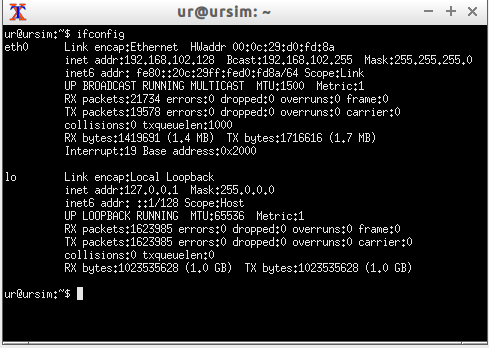 ur@ursim: ~
ur@ursim:~$ ifconfig
eth0 Link encap:Ethernet HWaddr 00:0c:29:d0:fd:8a
inet addr:192.168.102.128 Bcast:192.168.102.255 Mask:255.255.255.0
inet6 addr: fe80::20c:29ff:fed0:fd8a/64 Scope:Link
UP BROADCAST RUNNING MULTICAST MTU:1500 Metric:1
RX packets:21734 errors:0 dropped:0 overruns:0 frame:0
TX packets:19578 errors:0 dropped:0 overruns:0 carrier:0
collisions:0 txqueuelen:1000
RX bytes:1419691 (1.4 MB) TX bytes:1716616 (1.7 MB)
Interrupt:19 Base address:0x2000
lo Link encap:Local Loopback
inet addr:127.0.0.1 Mask:255.0.0.0
inet6 addr: ::1/128 Scope:Host
UP LOOPBACK RUNNING MTU:65536 Metric:1
RX packets:1623985 errors:0 dropped:0 overruns:0 frame:0
TX packets:1623985 errors:0 dropped:0 overruns:0 carrier:0
collisions:0 txqueuelen:0
RX bytes:1023535628 (1.0 GB) TX bytes:1023535628 (1.0 GB)
ur@ursim:~$